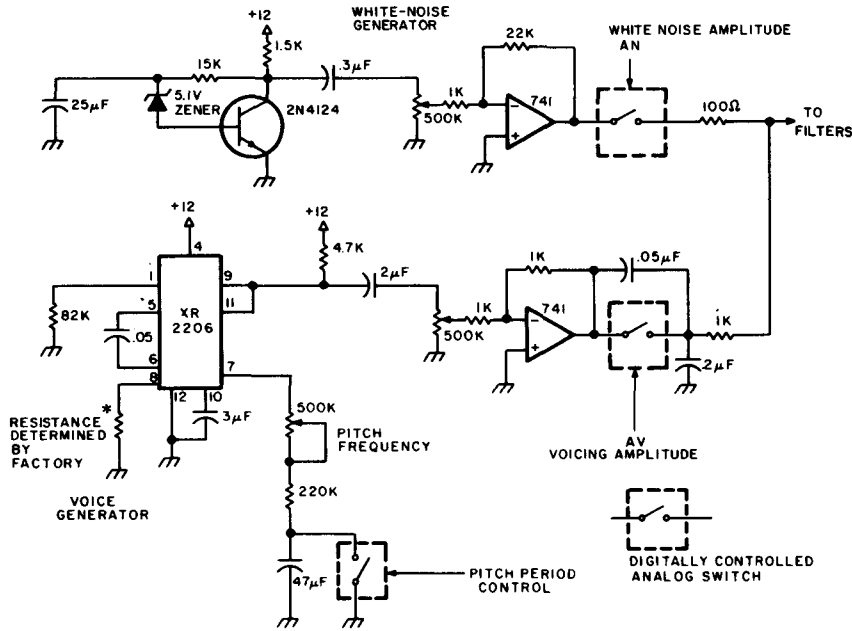 WHITE-NOISE
GENERATOR
+12
1.5K
15K
.3µF
25µF
5.1V
ZENER
2N4124
500K
1K
22K
741
−
+
WHITE NOISE AMPLITUDE
AN
100Ω
TO
FILTERS
+12
4
1
9
5
11
XR
2206
82K
.05
6
7
8
12
10
3µF
*
RESISTANCE
DETERMINED
BY
FACTORY
VOICE
GENERATOR
+12
4.7K
2µF
500K
1K
1K
741
−
+
.05µF
1K
.2µF
AV
VOICING AMPLITUDE
500K
PITCH
FREQUENCY
220K
47µF
PITCH PERIOD
CONTROL
DIGITALLY CONTROLLED
ANALOG SWITCH